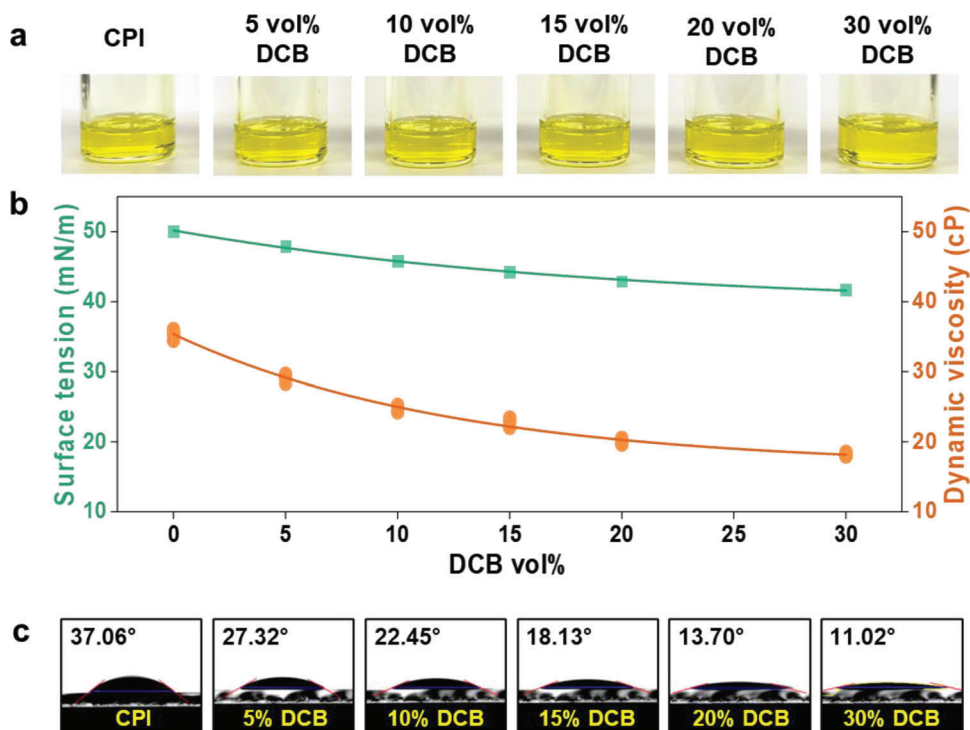 a
CPI
5 vol%
DCB
10 vol%
DCB
15 vol%
DCB
20 vol%
DCB
30 vol%
DCB
b
Surface tension (mN/m)
50
40
30
20
10
50
40
30
20
10
Dynamic viscosity (cP)
0 5 10 15 20 25 30
DCB vol%
c
37.06°
CPI
27.32°
5% DCB
22.45°
10% DCB
18.13°
15% DCB
13.70°
20% DCB
11.02°
30% DCB